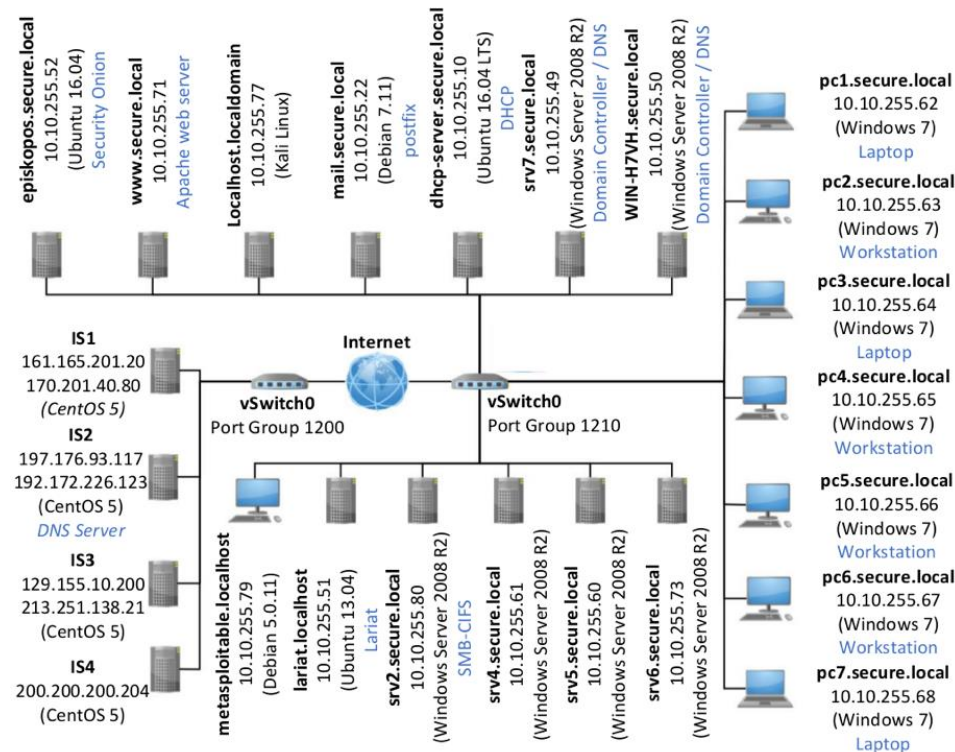 episkopos.secure.local
10.10.255.52
(Ubuntu 16.04)
Security Onion
www.secure.local
10.10.255.71
Apache web server
Localhost.localdomain
10.10.255.77
(Kali Linux)
mail.secure.local
10.10.255.22
(Debian 7.11)
postfix
dhcp-server.secure.local
10.10.255.10
(Ubuntu 16.04 LTS)
DHCP
srv7.secure.local
10.10.255.49
(Windows Server 2008 R2)
Domain Controller / DNS
WIN-H7VH.secure.local
10.10.255.50
(Windows Server 2008 R2)
Domain Controller / DNS
pc1.secure.local
10.10.255.62
(Windows 7)
Laptop
pc2.secure.local
10.10.255.63
(Windows 7)
Workstation
pc3.secure.local
10.10.255.64
(Windows 7)
Laptop
pc4.secure.local
10.10.255.65
(Windows 7)
Workstation
pc5.secure.local
10.10.255.66
(Windows 7)
Workstation
pc6.secure.local
10.10.255.67
(Windows 7)
Workstation
pc7.secure.local
10.10.255.68
(Windows 7)
Laptop
IS1
161.165.201.20
170.201.40.80
(CentOS 5)
IS2
197.176.93.117
192.172.226.123
(CentOS 5)
DNS Server
IS3
129.155.10.200
213.251.138.21
(CentOS 5)
IS4
200.200.200.204
(CentOS 5)
vSwitch0
Port Group 1200
Internet
vSwitch0
Port Group 1210
metasploitable.localhost
10.10.255.79
(Debian 5.0.11)
lariat.localhost
10.10.255.51
(Ubuntu 13.04)
Lariat
srv2.secure.local
10.10.255.80
(Windows Server 2008 R2)
SMB-CIFS
srv4.secure.local
10.10.255.61
(Windows Server 2008 R2)
srv5.secure.local
10.10.255.60
(Windows Server 2008 R2)
srv6.secure.local
10.10.255.73
(Windows Server 2008 R2)